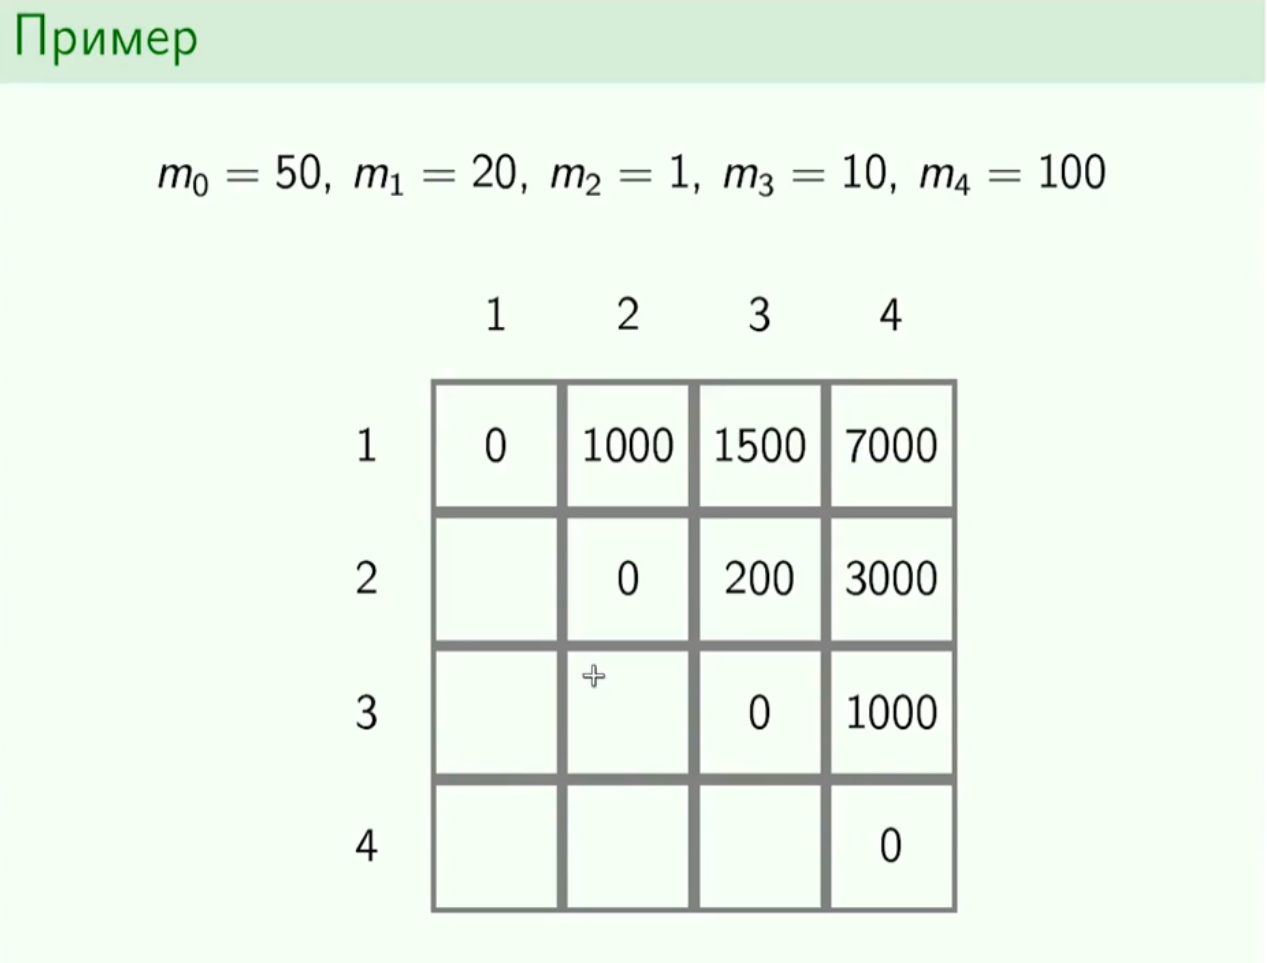 Пример
m₀ = 50, m₁ = 20, m₂ = 1, m₃ = 10, m₄ = 100
1 2 3 4
1 0 1000 1500 7000
2 0 200 3000
3 0 1000
4 0